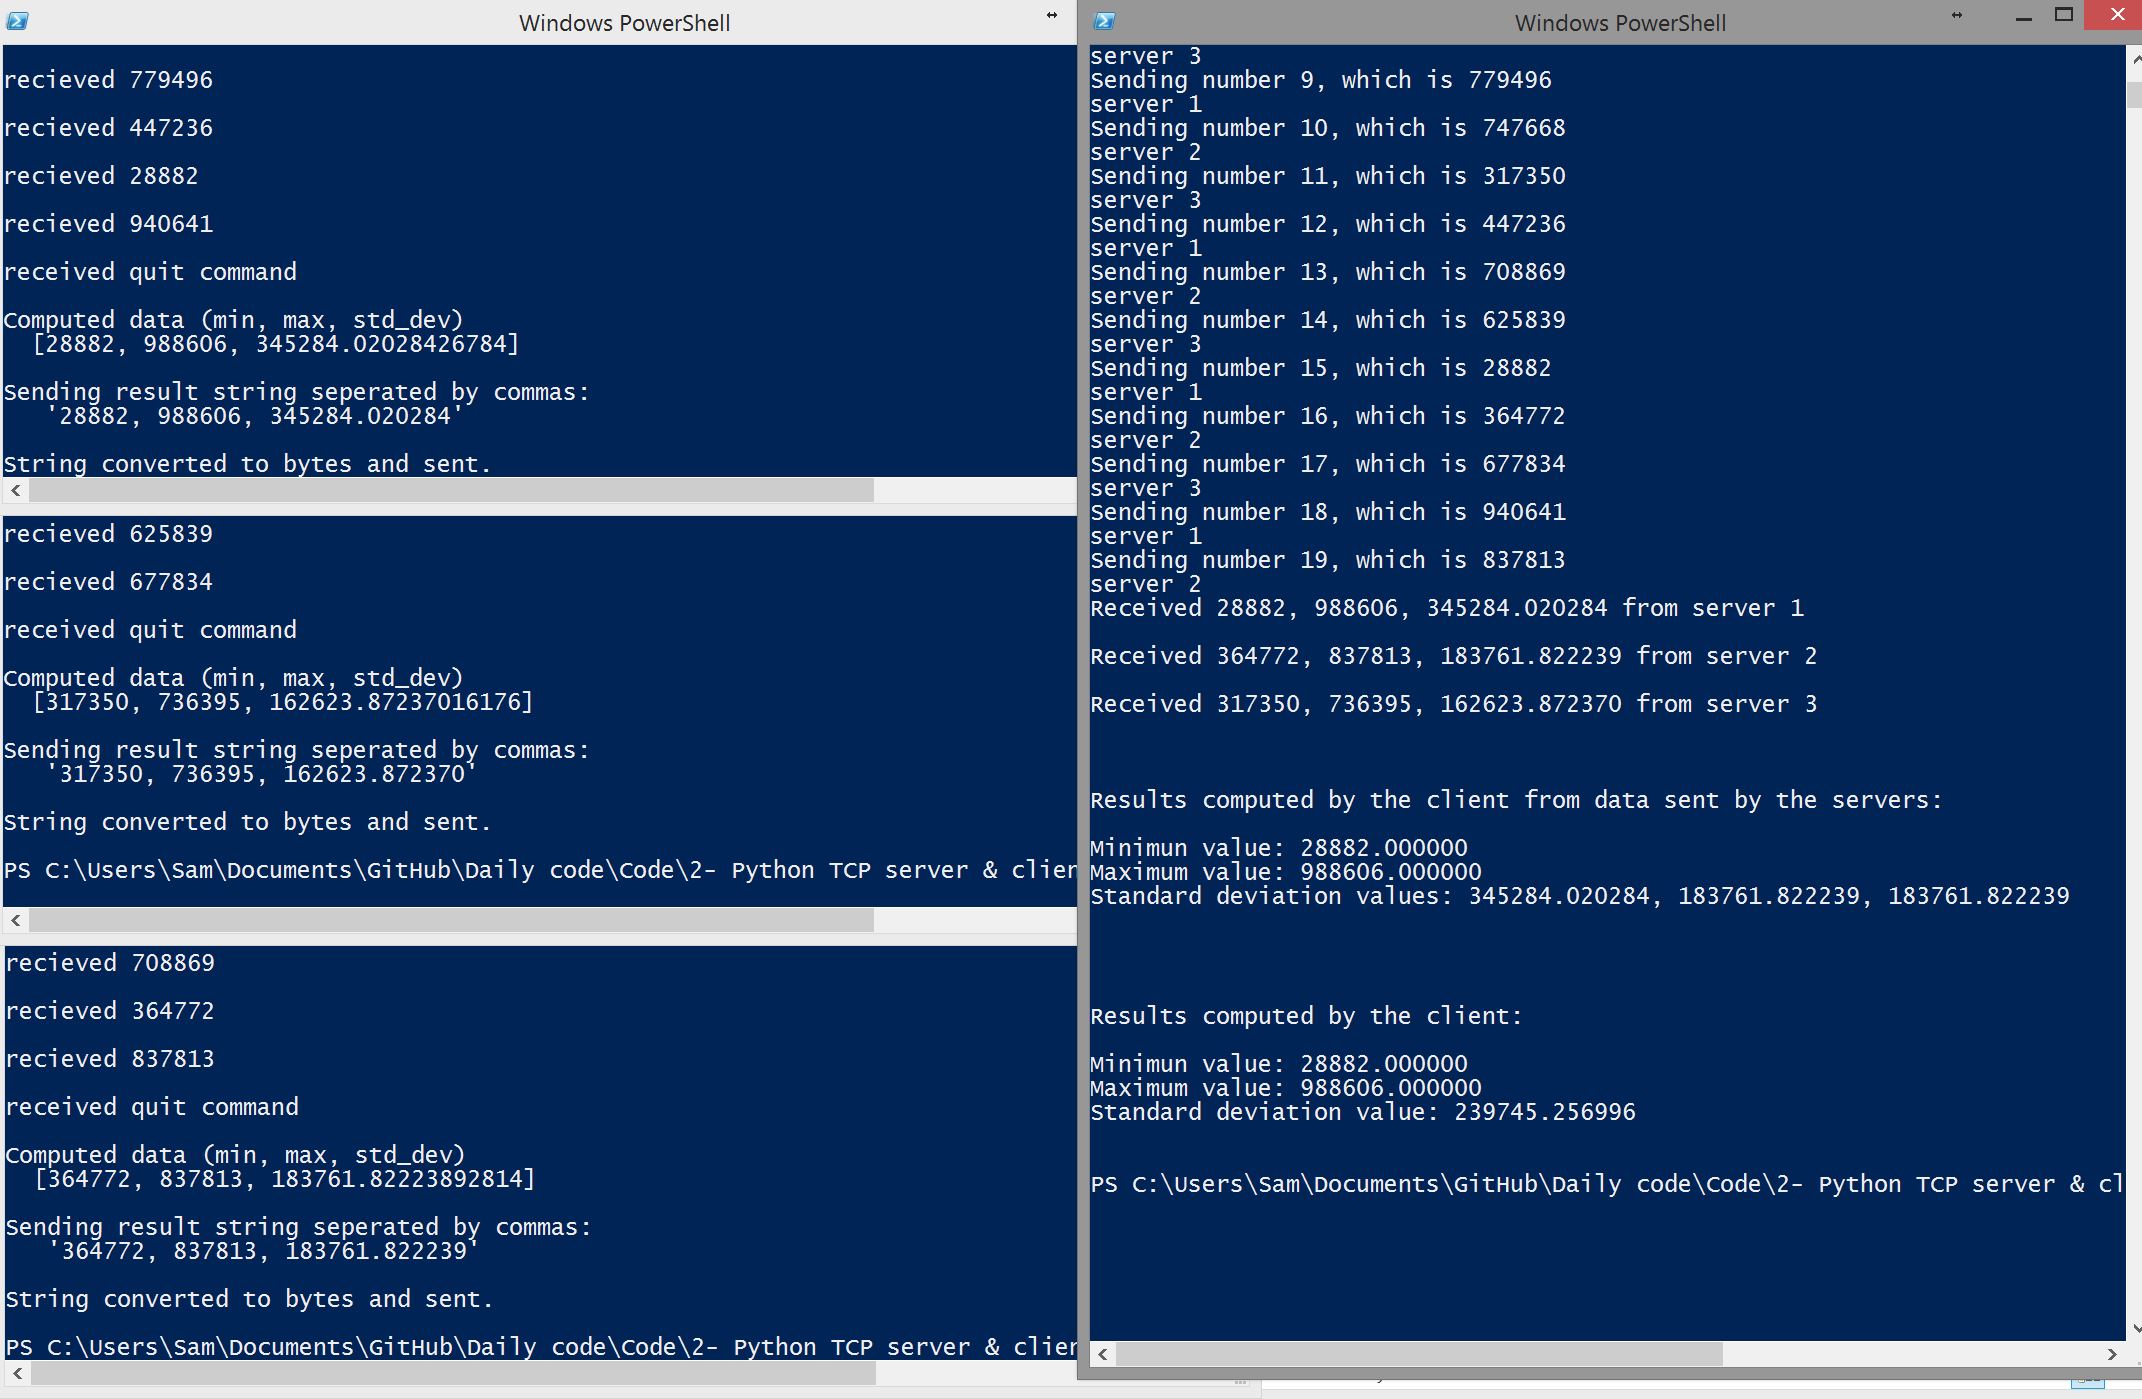 Windows PowerShell
recieved 779496
recieved 447236
recieved 28882
recieved 940641
received quit command
Computed data (min, max, std_dev)
[28882, 988606, 345284.02028426784]
Sending result string seperated by commas:
'28882, 988606, 345284.020284'
String converted to bytes and sent.
recieved 625839
recieved 677834
received quit command
Computed data (min, max, std_dev)
[317350, 736395, 162623.87237016176]
Sending result string seperated by commas:
'317350, 736395, 162623.872370'
String converted to bytes and sent.
PS C:\Users\Sam\Documents\GitHub\Daily code\Code\2- Python TCP server & clien
recieved 708869
recieved 364772
recieved 837813
received quit command
Computed data (min, max, std_dev)
[364772, 837813, 183761.82223892814]
Sending result string seperated by commas:
'364772, 837813, 183761.822239'
String converted to bytes and sent.
PS C:\Users\Sam\Documents\GitHub\Daily code\Code\2- Python TCP server & clien
Windows PowerShell
server 3
Sending number 9, which is 779496
server 1
Sending number 10, which is 747668
server 2
Sending number 11, which is 317350
server 3
Sending number 12, which is 447236
server 1
Sending number 13, which is 708869
server 2
Sending number 14, which is 625839
server 3
Sending number 15, which is 28882
server 1
Sending number 16, which is 364772
server 2
Sending number 17, which is 677834
server 3
Sending number 18, which is 940641
server 1
Sending number 19, which is 837813
server 2
Received 28882, 988606, 345284.020284 from server 1
Received 364772, 837813, 183761.822239 from server 2
Received 317350, 736395, 162623.872370 from server 3
Results computed by the client from data sent by the servers:
Minimun value: 28882.000000
Maximum value: 988606.000000
Standard deviation values: 345284.020284, 183761.822239, 183761.822239
Results computed by the client:
Minimun value: 28882.000000
Maximum value: 988606.000000
Standard deviation value: 239745.256996
PS C:\Users\Sam\Documents\GitHub\Daily code\Code\2- Python TCP server & cl